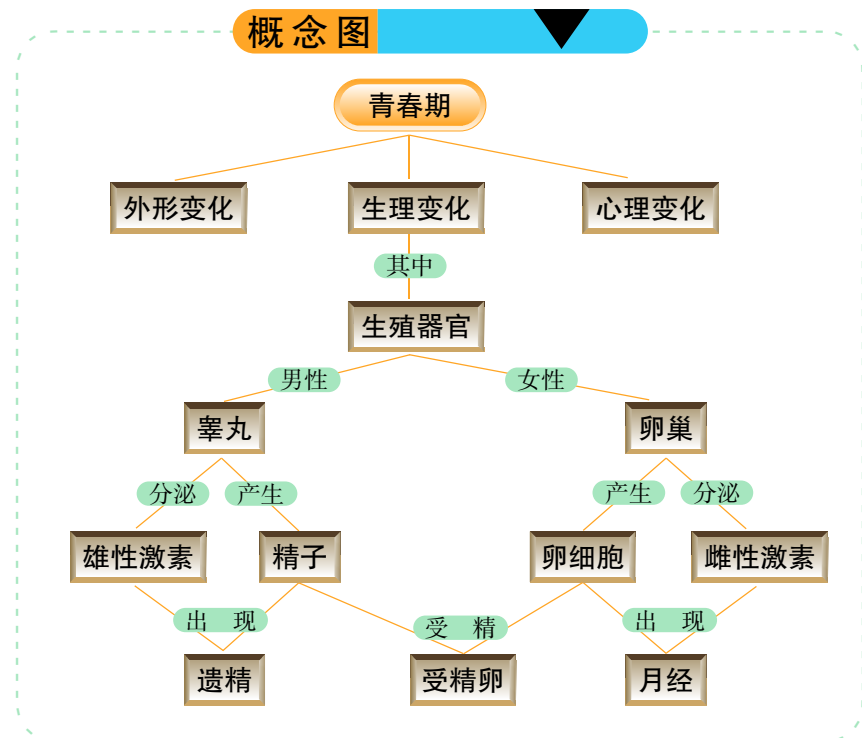 概念图
青春期
外形变化 生理变化 心理变化
其中
生殖器官
男性 女性
睾丸 卵巢
分泌 产生 产生 分泌
雄性激素 精子 卵细胞 雌性激素
出现 受精 出现
遗精 受精卵 月经